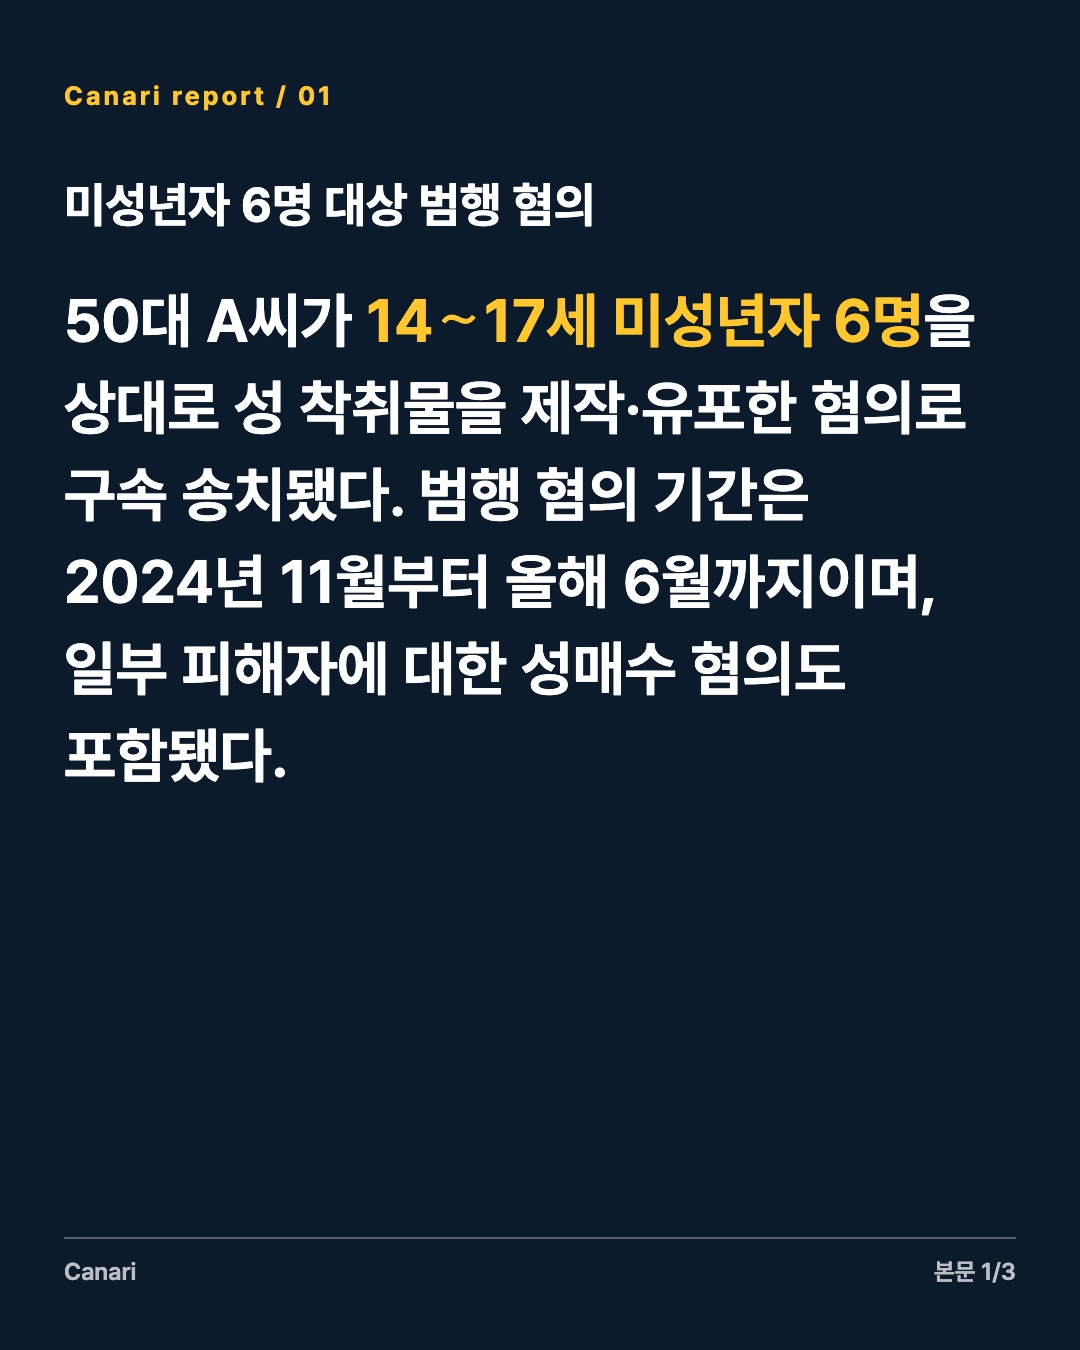 Canari report / 01
미성년자 6명 대상 범행 혐의
50대 A씨가 14~17세 미성년자 6명을
상대로 성 착취물을 제작·유포한 혐의로
구속 송치됐다. 범행 혐의 기간은
2024년 11월부터 올해 6월까지이며,
일부 피해자에 대한 성매수 혐의도
포함됐다.
Canari
본문 1/3